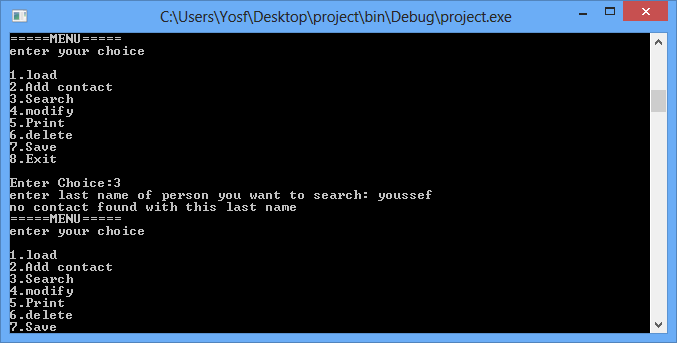 C:\Users\Yosf\Desktop\project\bin\Debug\project.exe
=====MENU=====
enter your choice
1.load
2.Add contact
3.Search
4.modify
5.Print
6.delete
7.Save
8.Exit
Enter Choice:3
enter last name of person you want to search: youssef
no contact found with this last name
=====MENU=====
enter your choice
1.load
2.Add contact
3.Search
4.modify
5.Print
6.delete
7.Save